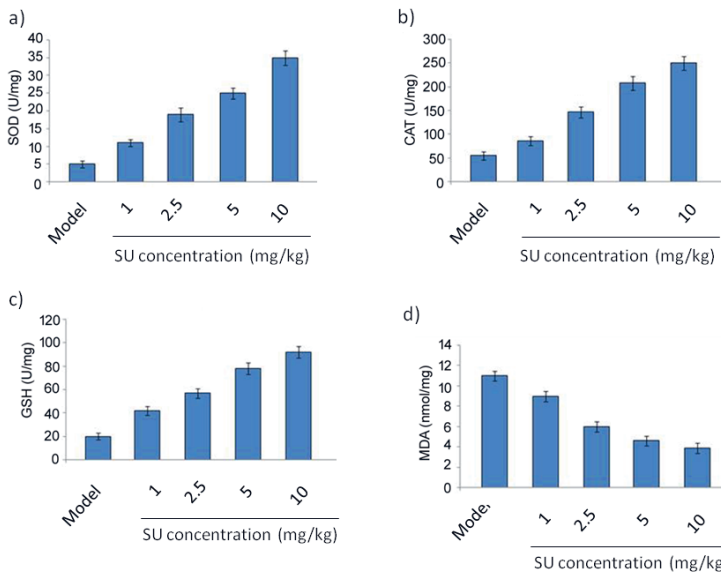 a)
SOD (U/mg)
40
35
30
25
20
15
10
5
0
Model
1
2.5
5
10
SU concentration (mg/kg)
b)
CAT (U/mg)
300
250
200
150
100
50
0
Model
1
2.5
5
10
SU concentration (mg/kg)
c)
GSH (U/mg)
120
100
80
60
40
20
0
Model
1
2.5
5
10
SU concentration (mg/kg)
d)
MDA (nmol/mg)
14
12
10
8
6
4
2
0
Model
1
2.5
5
10
SU concentration (mg/kg)